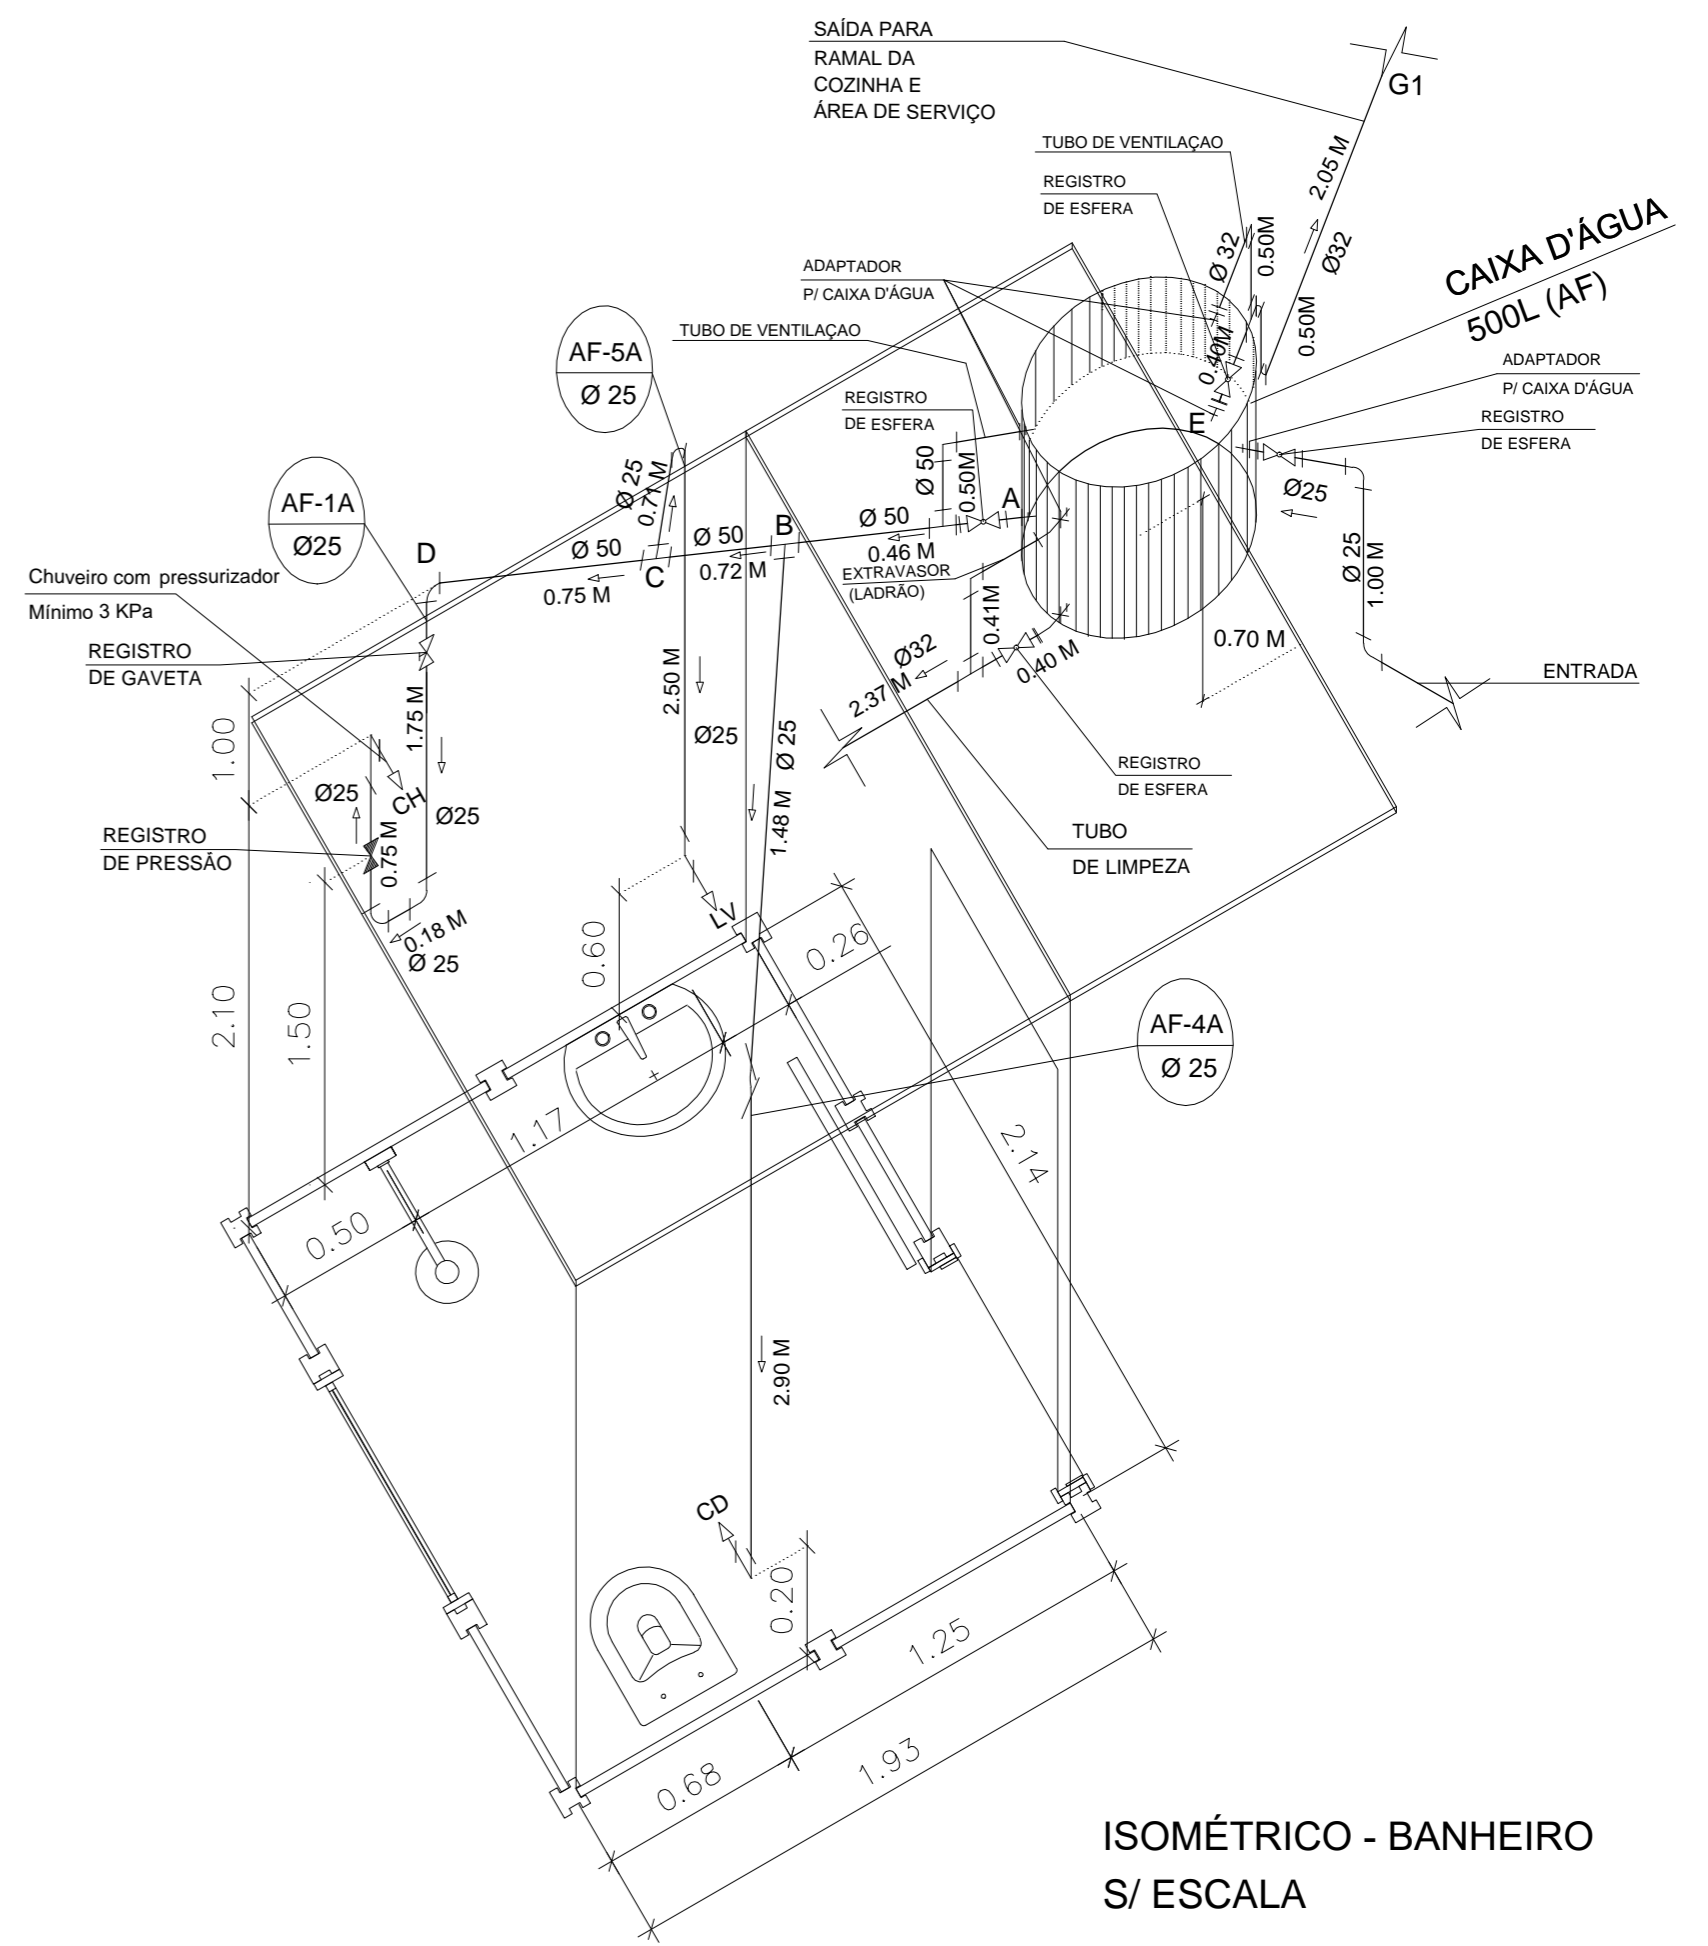 SAÍDA PARA
RAMAL DA
COZINHA E
ÁREA DE SERVIÇO
G1
TUBO DE VENTILAÇAO
REGISTRO
DE ESFERA
2.05 M
Ø32
Ø 32
0.50M
0.50M
CAIXA D'ÁGUA
500L (AF)
ADAPTADOR
P/ CAIXA D'ÁGUA
TUBO DE VENTILAÇAO
AF-5A
Ø 25
REGISTRO
DE ESFERA
0.40M
E
ADAPTADOR
P/ CAIXA D'ÁGUA
REGISTRO
DE ESFERA
Ø25
Ø 25
1.00 M
ENTRADA
AF-1A
Ø25
D
Ø 25
0.71 M
Ø 50
0.50M
A
Ø 50
B
Ø 50
Ø 50
C
0.46 M
0.72 M
0.75 M
EXTRAVASOR
(LADRÃO)
0.41M
Chuveiro com pressurizador
Mínimo 3 KPa
REGISTRO
DE GAVETA
Ø32
2.37 M
0.40 M
0.70 M
1.00
1.75 M
2.50 M
Ø25
Ø 25
1.48 M
REGISTRO
DE ESFERA
Ø25
CH
Ø25
REGISTRO
DE PRESSÃO
0.75 M
TUBO
DE LIMPEZA
0.18 M
Ø 25
LV
0.60
0.26
2.10
1.50
AF-4A
Ø 25
1.17
2.14
0.50
2.90 M
CD
0.20
1.25
0.68
1.93
ISOMÉTRICO - BANHEIRO
S/ ESCALA